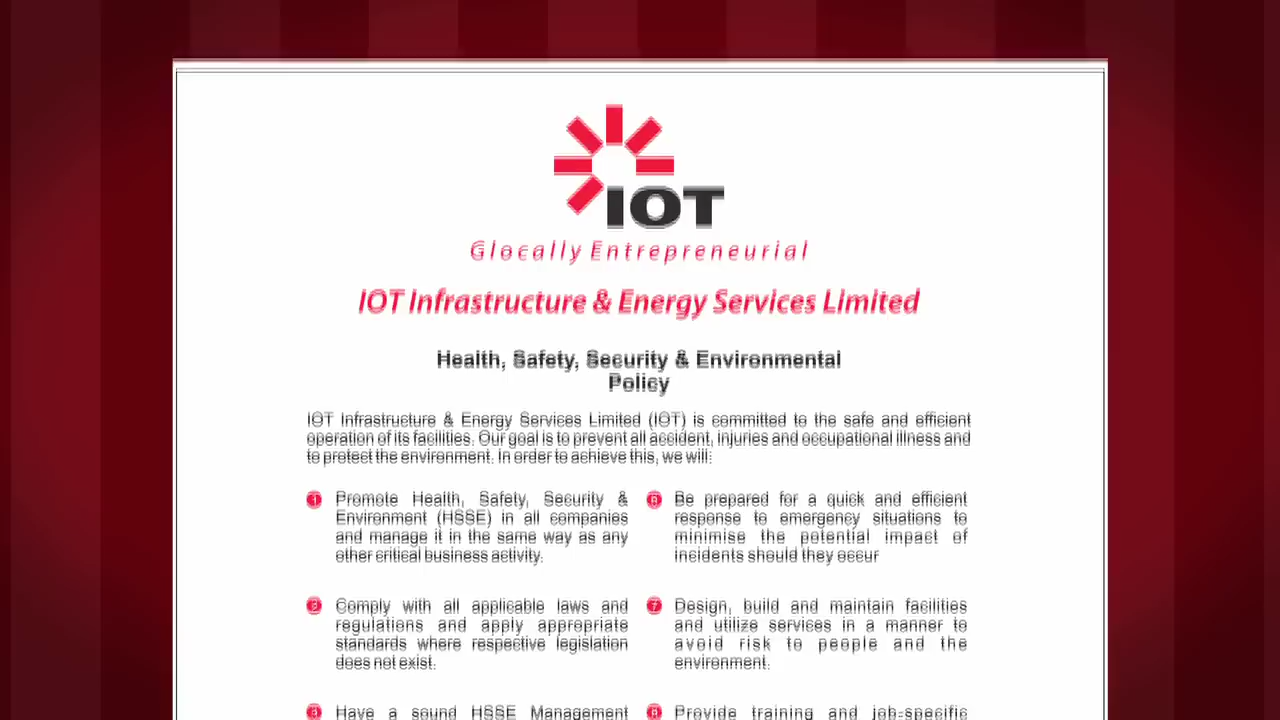 IOT
Glocally Entrepreneurial
IOT Infrastructure & Energy Services Limited
Health, Safety, Security & Environmental
Policy
IOT Infrastructure & Energy Services Limited (IOT) is committed to the safe and efficient
operation of its facilities. Our goal is to prevent all accident, injuries and occupational illness and
to protect the environment. In order to achieve this, we will:
1 Promote Health, Safety, Security &
Environment (HSSE) in all companies
and manage it in the same way as any
other critical business activity.
2 Comply with all applicable laws and
regulations and apply appropriate
standards where respective legislation
does not exist.
3 Have a sound HSSE Management
6 Be prepared for a quick and efficient
response to emergency situations to
minimise the potential impact of
incidents should they occur
7 Design, build and maintain facilities
and utilize services in a manner to
avoid risk to people and the
environment.
8 Provide training and job-specific